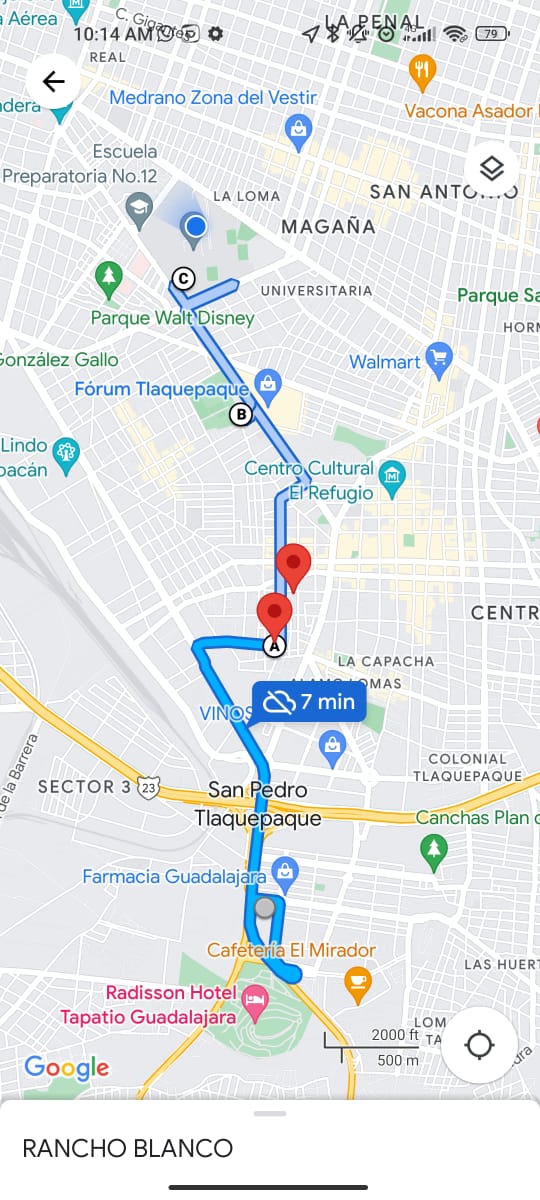 C. Gigantes
LA PENAL
a Aérea
10:14 AM
4G
79
REAL
Medrano Zona del Vestir
adera
Vacona Asador
Escuela
Preparatoria No.12
LA LOMA
SAN ANTONIO
MAGAÑA
C
UNIVERSITARIA
Parque Sa
Parque Walt Disney
HORM
González Gallo
Walmart
Fórum Tlaquepaque
B
Lindo
oacán
Centro Cultural
El Refugio
CENTR
A
LA CAPACHA
ALAMO LOMAS
7 min
VINOS
COLONIAL
TLAQUEPAQUE
de la Barrera
SECTOR 3
23
San Pedro
Tlaquepaque
Canchas Plan d
Farmacia Guadalajara
Cafetería El Mirador
LAS HUERT
Radisson Hotel
Tapatio Guadalajara
2000 ft
500 m
LOM
TA
ura
Google
RANCHO BLANCO